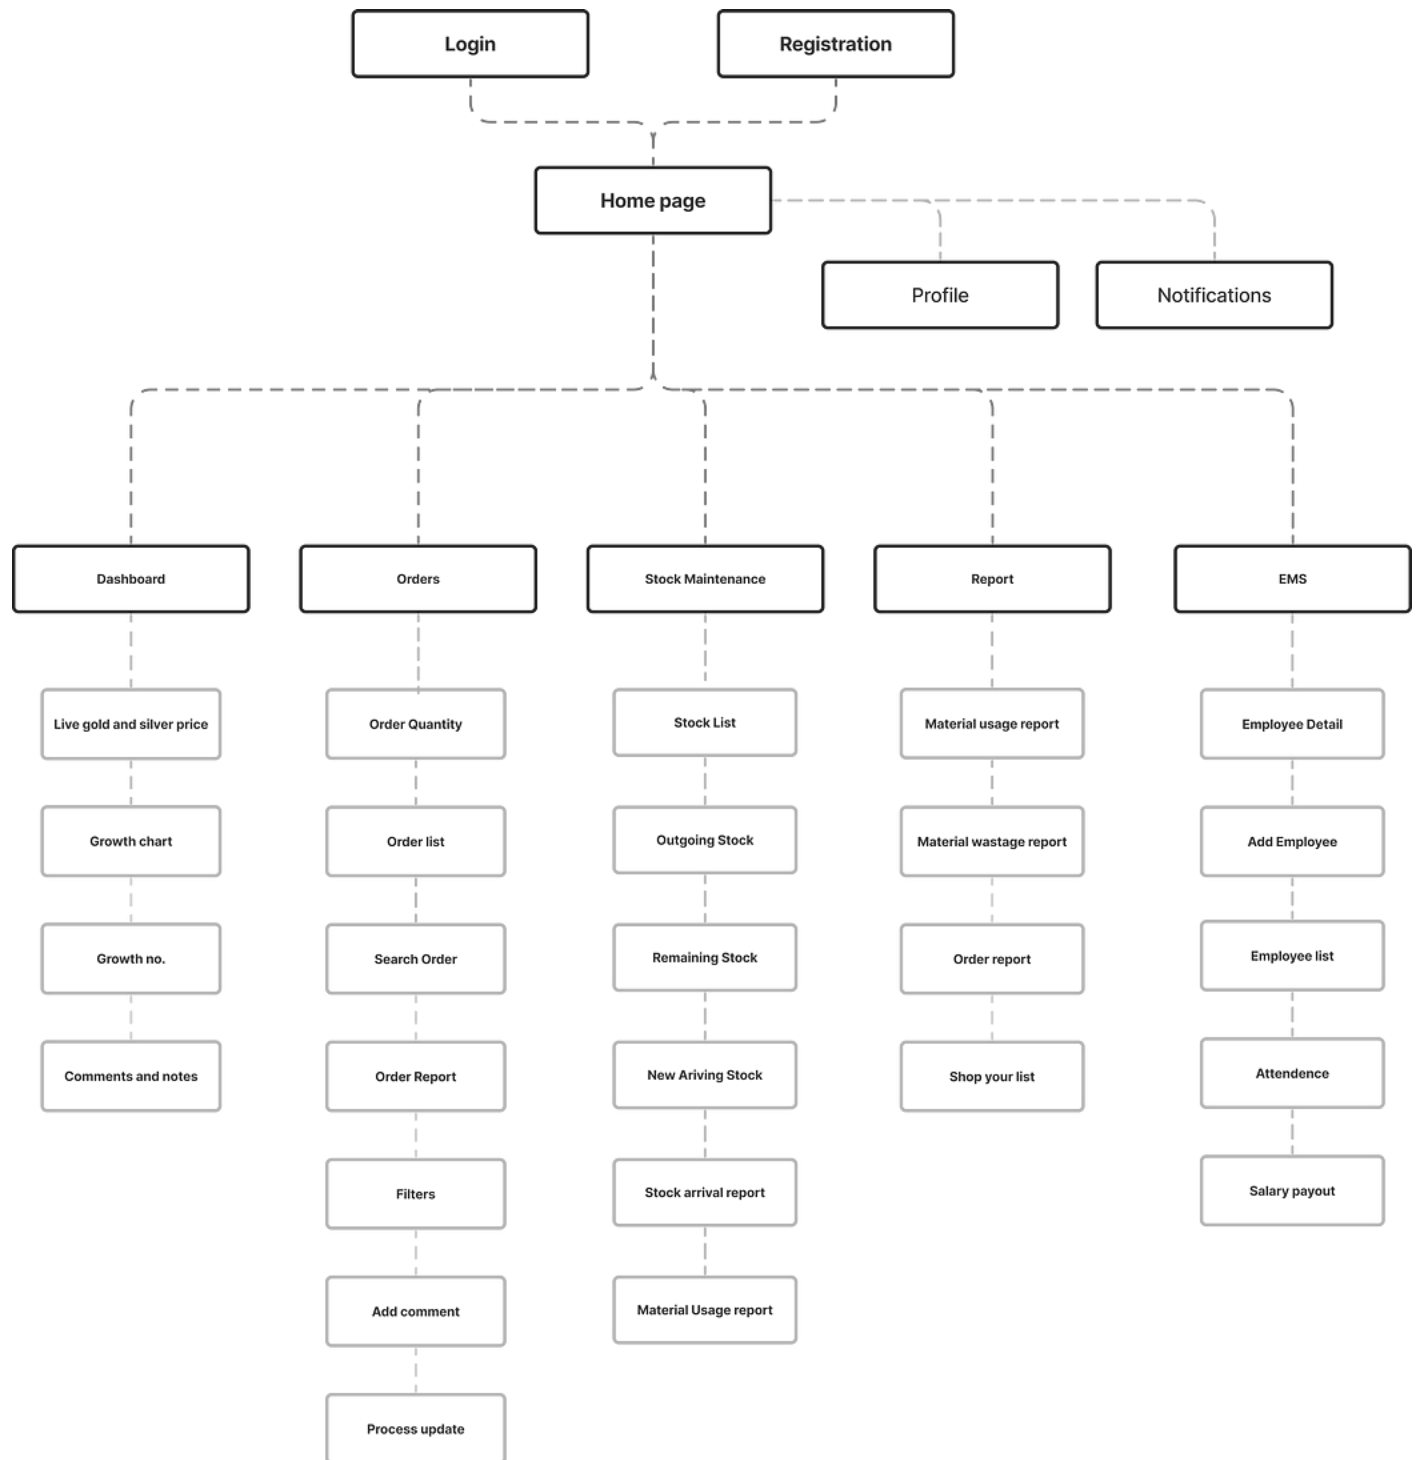 Login
Registration
Home page
Profile
Notifications
Dashboard
Orders
Stock Maintenance
Report
EMS
Live gold and silver price
Growth chart
Growth no.
Comments and notes
Order Quantity
Order list
Search Order
Order Report
Filters
Add comment
Process update
Stock List
Outgoing Stock
Remaining Stock
New Ariving Stock
Stock arrival report
Material Usage report
Material usage report
Material wastage report
Order report
Shop your list
Employee Detail
Add Employee
Employee list
Attendence
Salary payout